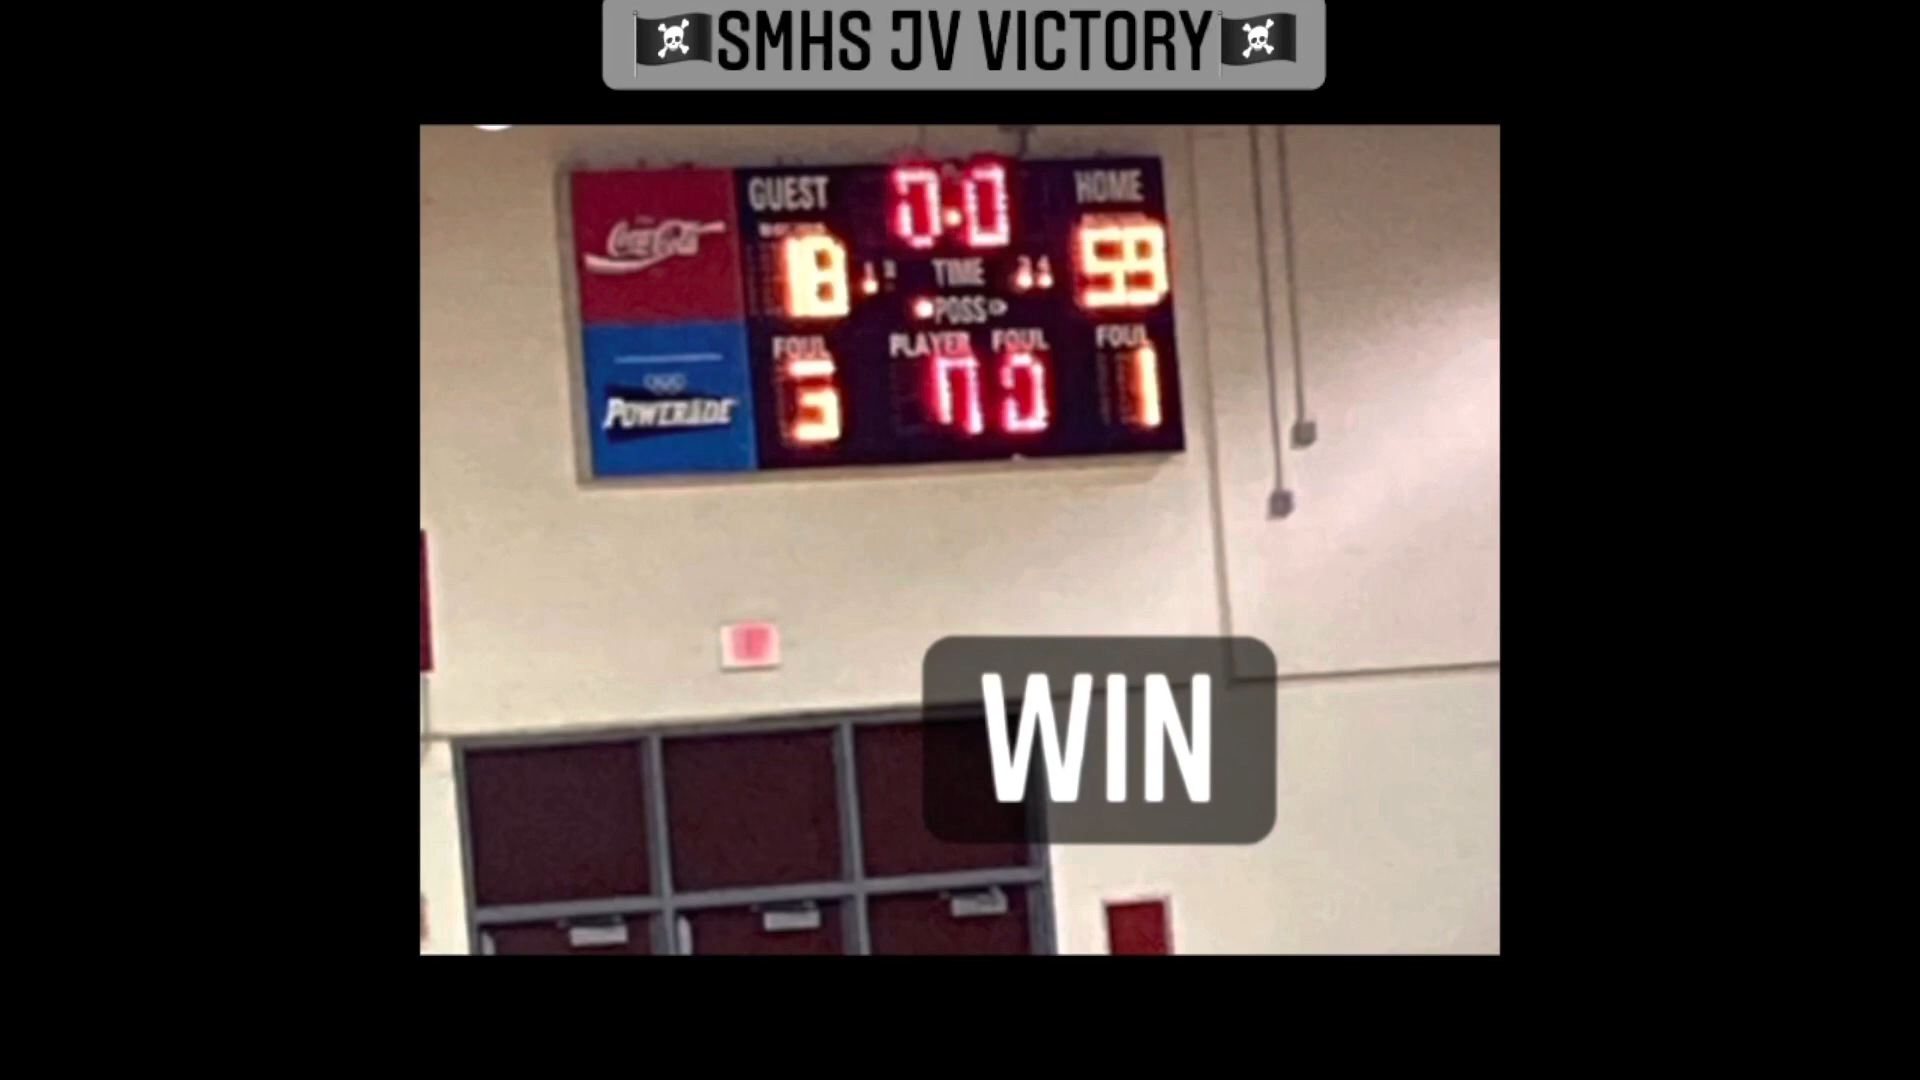 🏴‍☠️SMHS JV VICTORY🏴‍☠️
GUEST 0.0 HOME
18 TIME 59
POSS
FOUL PLAYER FOUL FOUL
1
Coca-Cola
POWERADE
WIN